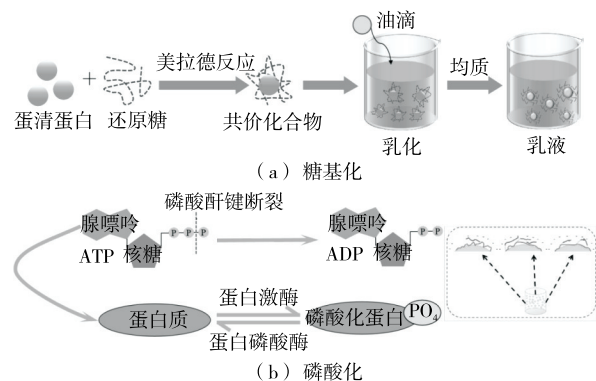 油滴
美拉德反应
均质
蛋清蛋白 + 还原糖
共价化合物
乳化
乳液
(a) 糖基化
磷酸酐键断裂
腺嘌呤
P P P
ATP 核糖
腺嘌呤
P P
ADP 核糖
蛋白质
蛋白激酶
蛋白磷酸酶
磷酸化蛋白
PO4
(b) 磷酸化